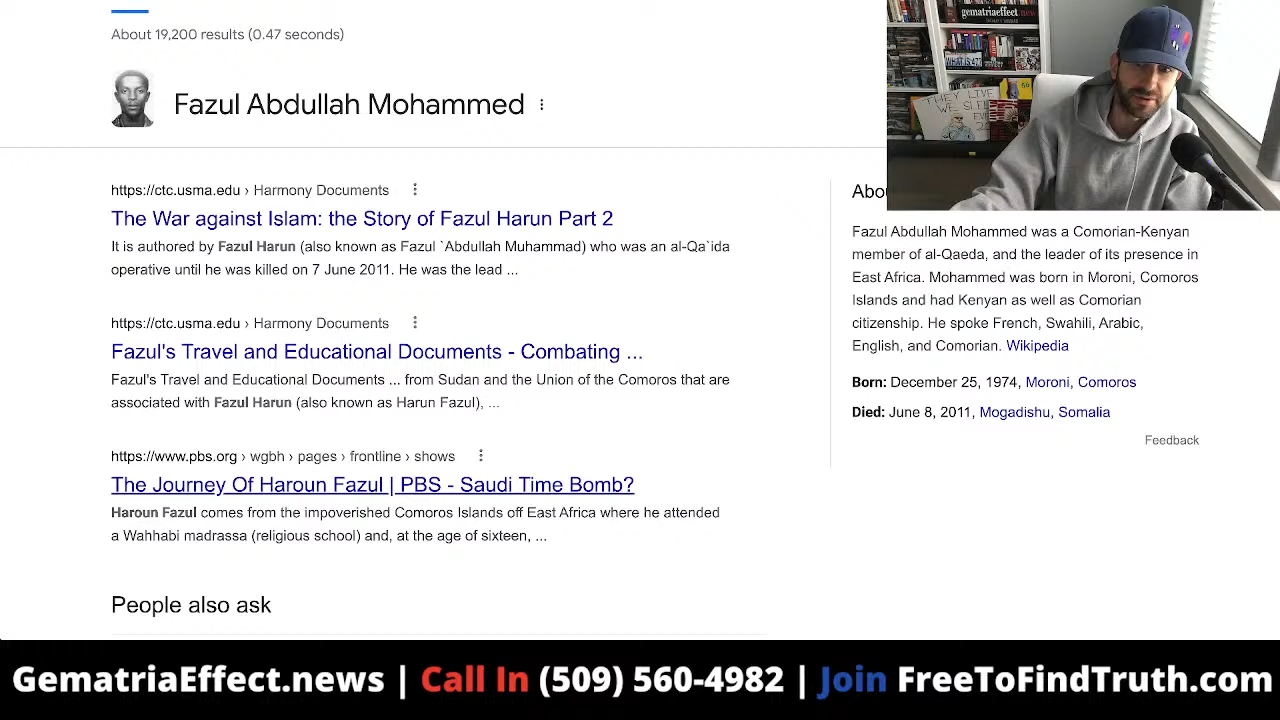 About 19,200 results (0.47 seconds)
gematriaeffect.news
Fazul Abdullah Mohammed
WHAT IS 47
THEY LIVE
WE SLEEP
https://ctc.usma.edu › Harmony Documents
The War against Islam: the Story of Fazul Harun Part 2
It is authored by Fazul Harun (also known as Fazul `Abdullah Muhammad) who was an al-Qa`ida
operative until he was killed on 7 June 2011. He was the lead ...
https://ctc.usma.edu › Harmony Documents
Fazul's Travel and Educational Documents - Combating ...
Fazul's Travel and Educational Documents ... from Sudan and the Union of the Comoros that are
associated with Fazul Harun (also known as Harun Fazul), ...
https://www.pbs.org › wgbh › pages › frontline › shows
The Journey Of Haroun Fazul | PBS - Saudi Time Bomb?
Haroun Fazul comes from the impoverished Comoros Islands off East Africa where he attended
a Wahhabi madrassa (religious school) and, at the age of sixteen, ...
People also ask
Abou
Fazul Abdullah Mohammed was a Comorian-Kenyan
member of al-Qaeda, and the leader of its presence in
East Africa. Mohammed was born in Moroni, Comoros
Islands and had Kenyan as well as Comorian
citizenship. He spoke French, Swahili, Arabic,
English, and Comorian. Wikipedia
Born: December 25, 1974, Moroni, Comoros
Died: June 8, 2011, Mogadishu, Somalia
Feedback
GematriaEffect.news | Call In (509) 560-4982 | Join FreeToFindTruth.com